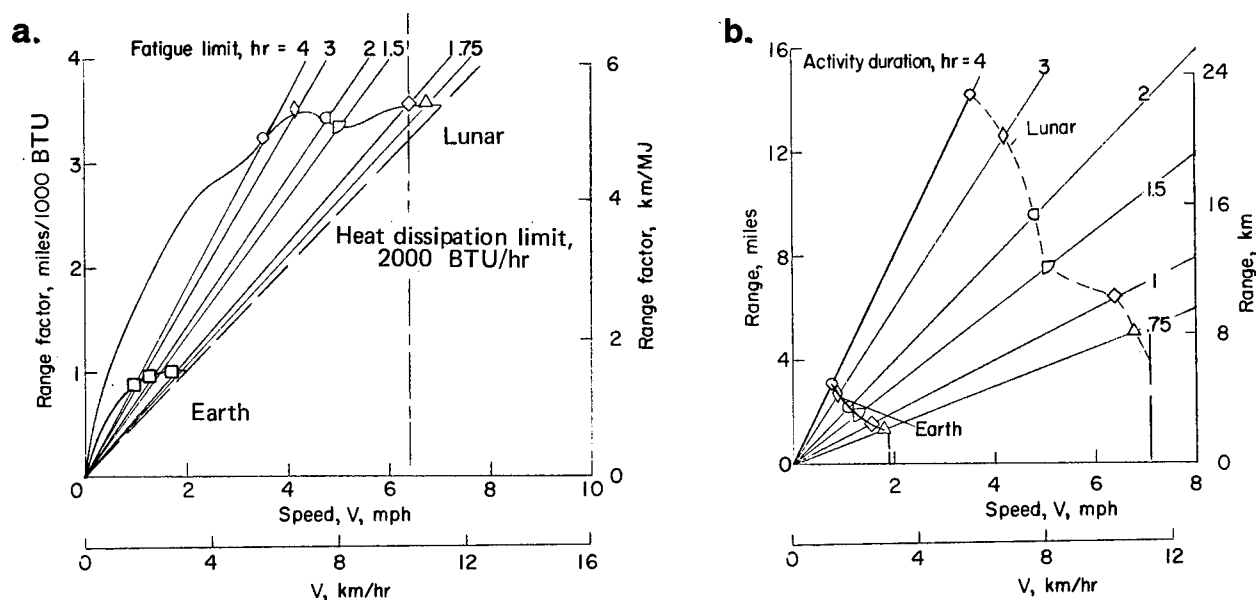 a.
Fatigue limit, hr = 4 3 2 1.5 1 .75
4
3
2
1
0
Range factor, miles/1000 BTU
6
4
2
0
Range factor, km/MJ
Lunar
Heat dissipation limit,
2000 BTU/hr
Earth
0 2 4 6 8 10
Speed, V, mph
0 4 8 12 16
V, km/hr
b.
Activity duration, hr = 4 3 2 1.5 1 .75
16
12
8
4
0
Range, miles
24
16
8
0
Range, km
Lunar
Earth
2 4 6 8
Speed, V, mph
0 4 8 12
V, km/hr